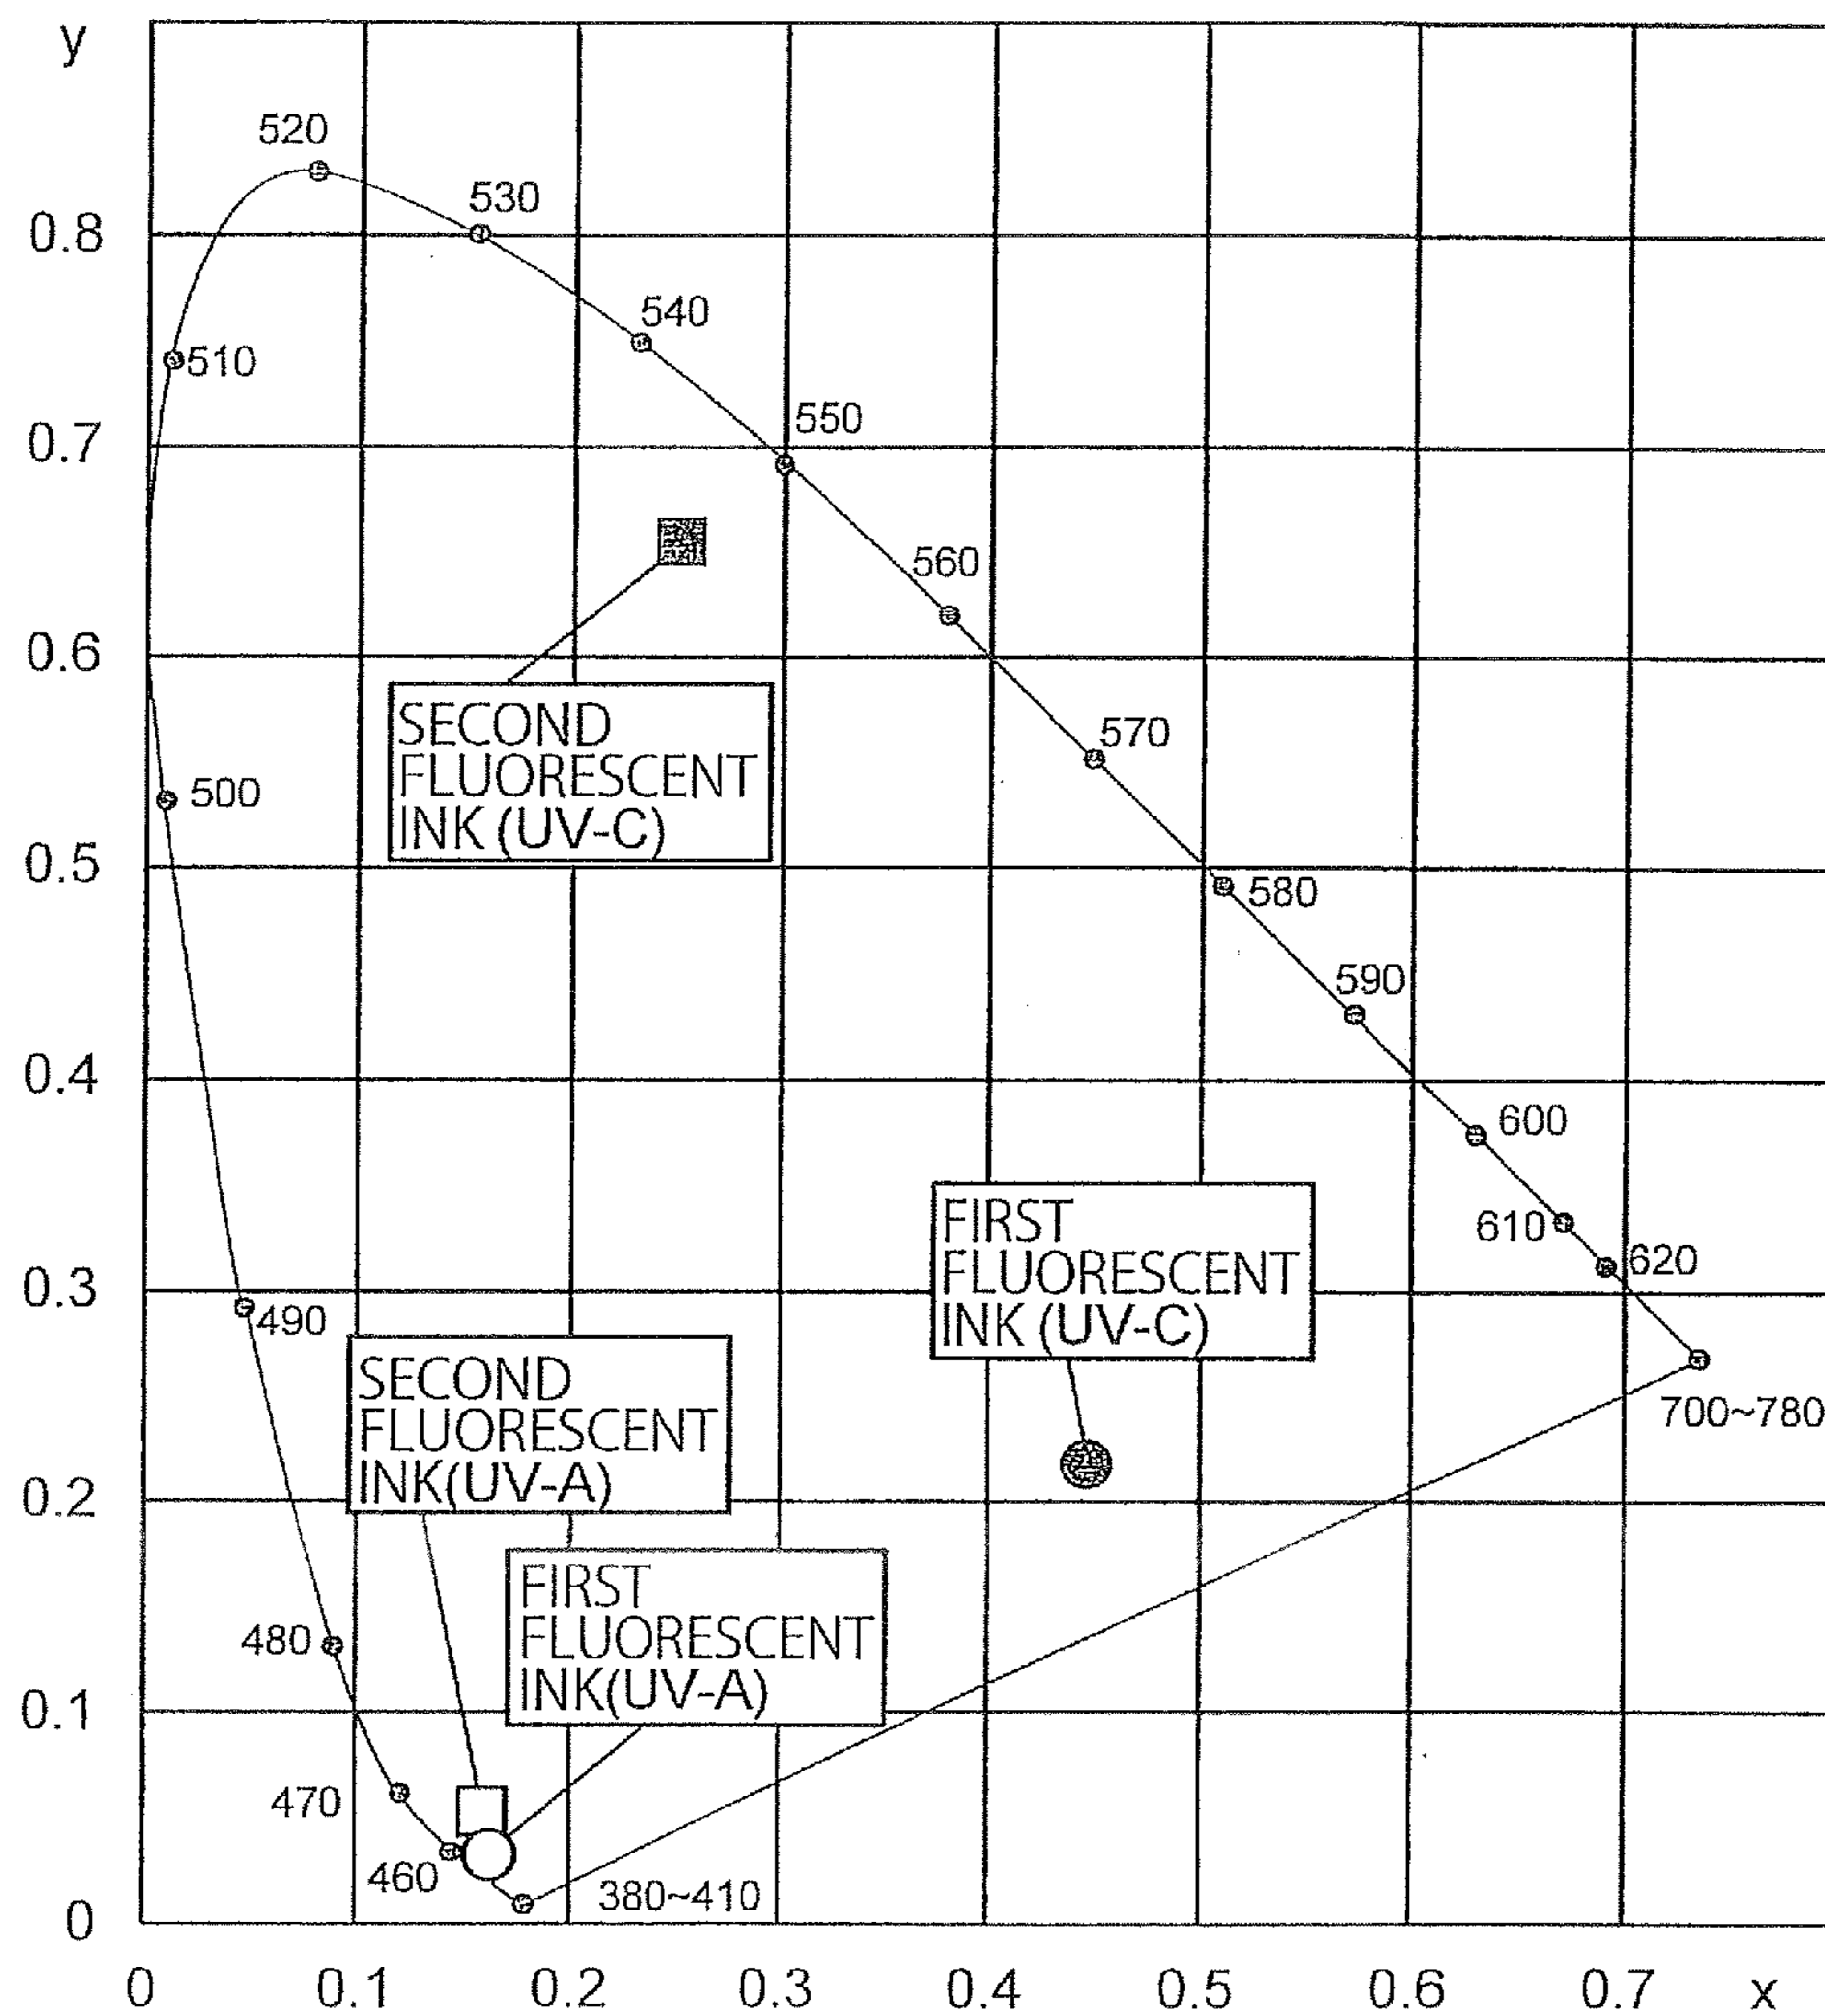 y
520
530
0.8
540
510
550
0.7
560
0.6
SECOND
FLUORESCENT
INK (UV-C)
570
500
0.5
580
590
0.4
600
FIRST
FLUORESCENT
INK (UV-C)
610
620
0.3
490
SECOND
FLUORESCENT
INK(UV-A)
700~780
0.2
FIRST
FLUORESCENT
INK(UV-A)
480
0.1
470
460
380~410
0
0 0.1 0.2 0.3 0.4 0.5 0.6 0.7 x